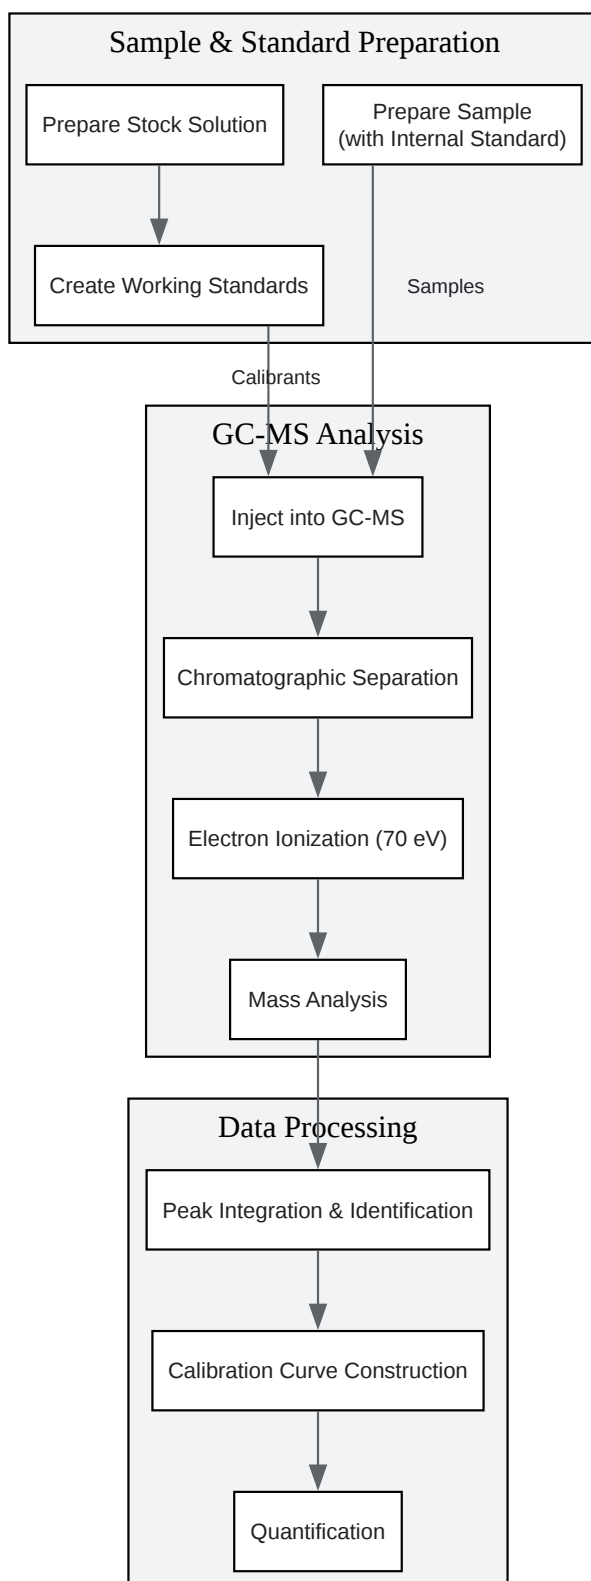 Sample & Standard Preparation
Prepare Stock Solution
Prepare Sample
(with Internal Standard)
Create Working Standards
Samples
Calibrants
GC-MS Analysis
Inject into GC-MS
Chromatographic Separation
Electron Ionization (70 eV)
Mass Analysis
Data Processing
Peak Integration & Identification
Calibration Curve Construction
Quantification